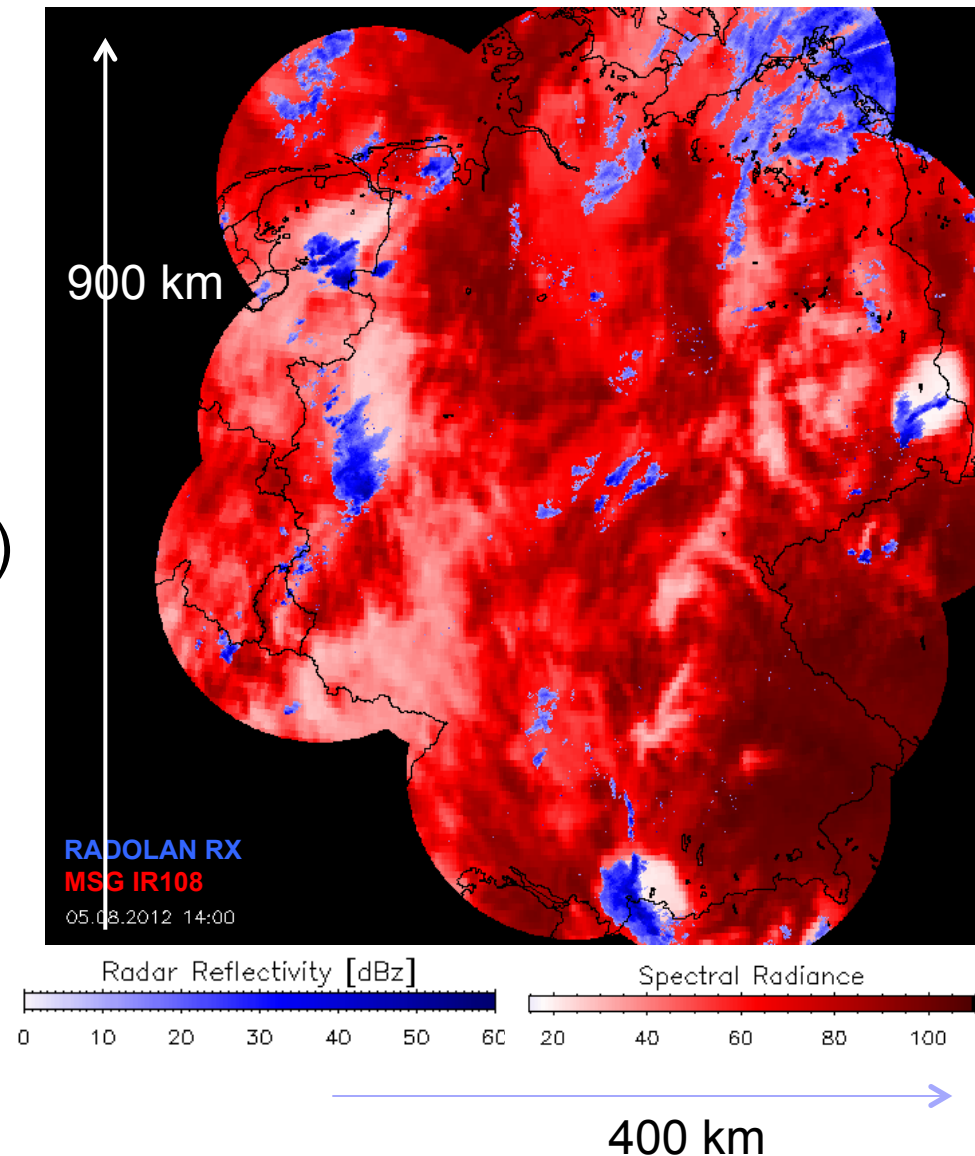 900 km
)
RADOLAN RX
MSG IR108
05.08.2012 14:00
Radar Reflectivity [dBz]
0 10 20 30 40 50 60
Spectral Radiance
20 40 60 80 100
400 km